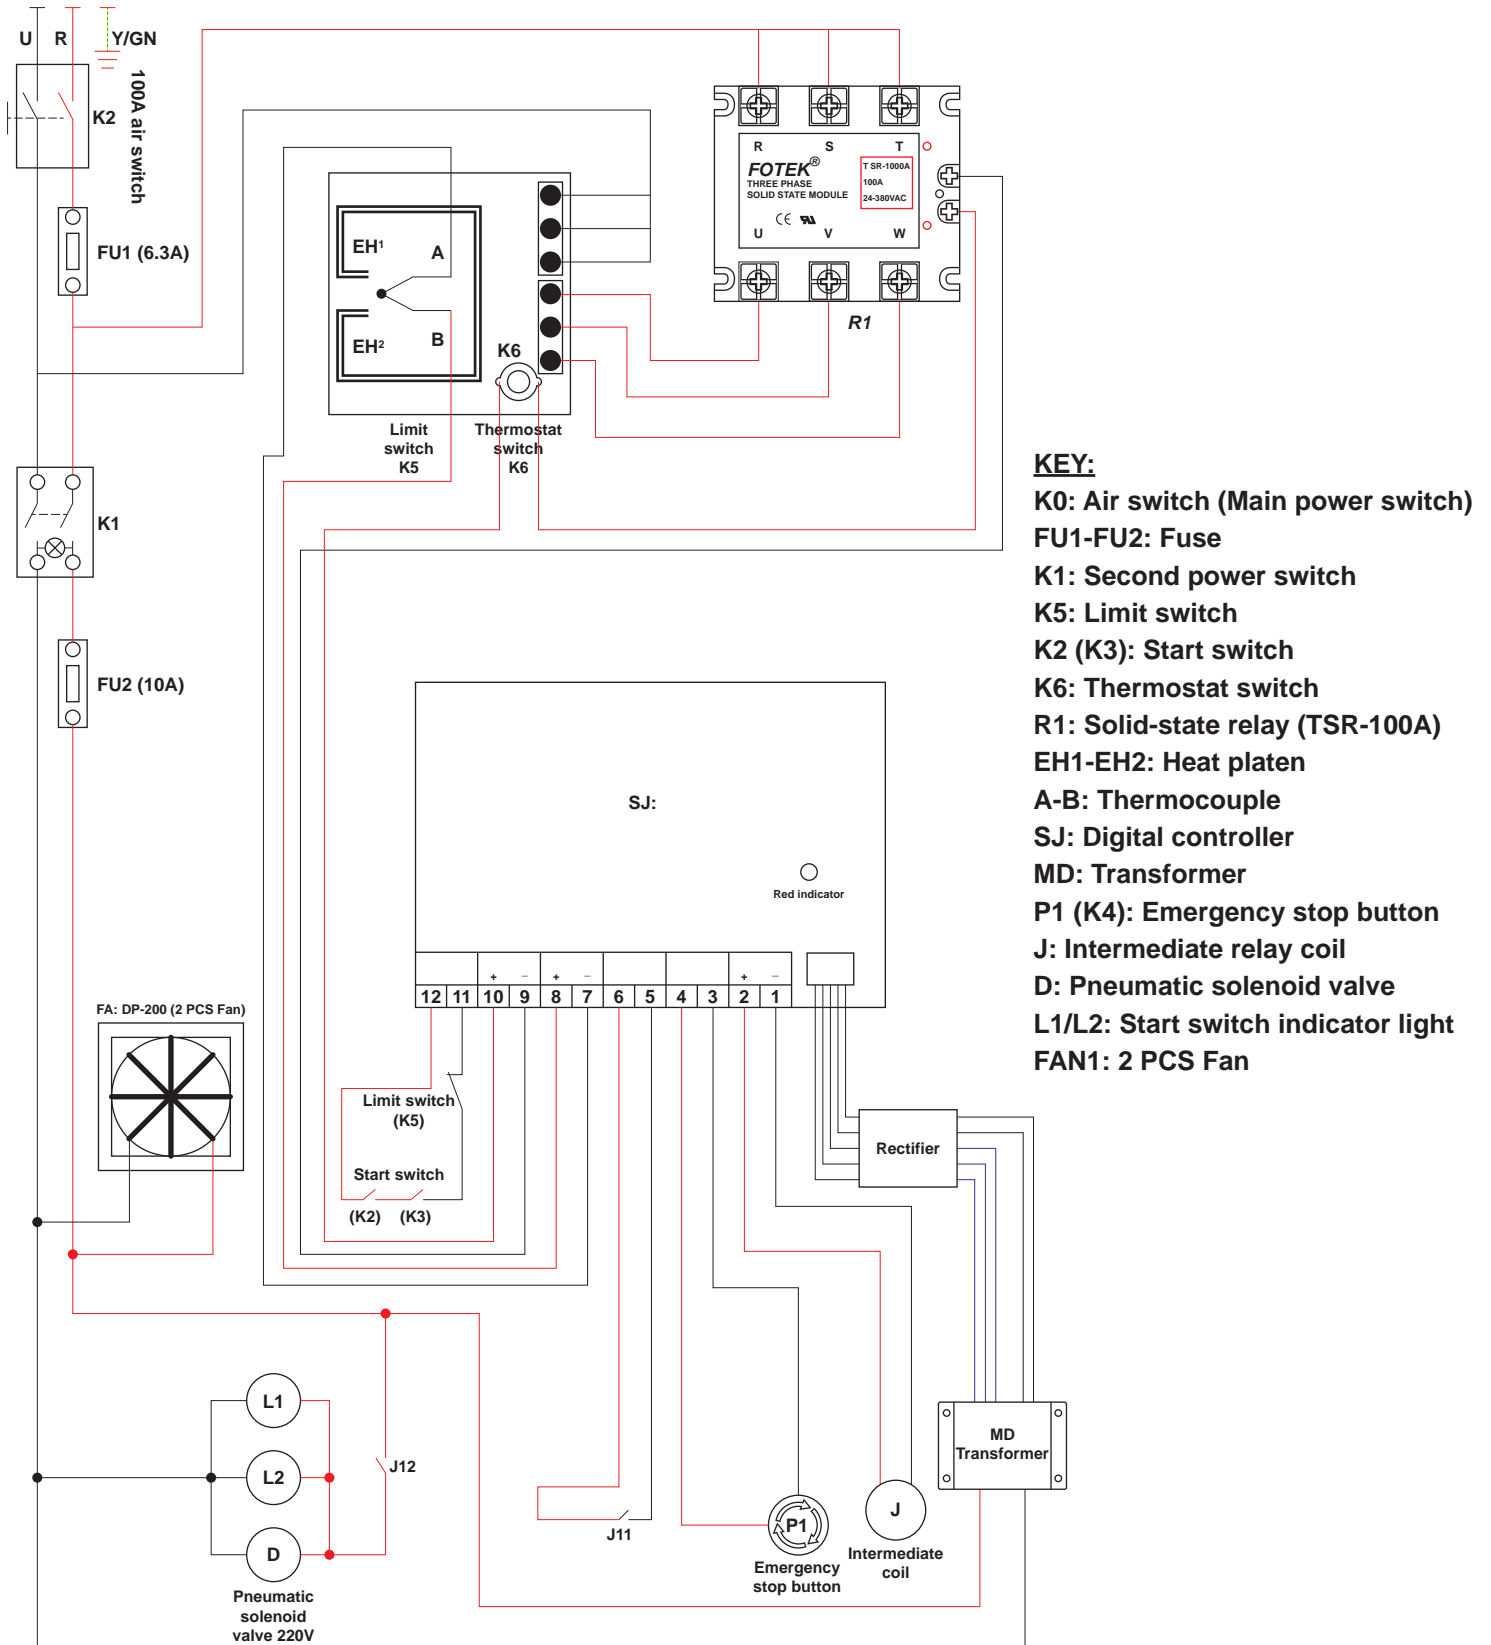 U R Y/GN
100A air switch
K2
FU1 (6.3A)
EH¹
A
EH²
B
K6
Limit
switch
K5
Thermostat
switch
K6
R S T
FOTEK®
THREE PHASE
SOLID STATE MODULE
T SR-1000A
100A
24-380VAC
CE
U V W
R1
K1
FU2 (10A)
KEY:
K0: Air switch (Main power switch)
FU1-FU2: Fuse
K1: Second power switch
K5: Limit switch
K2 (K3): Start switch
K6: Thermostat switch
R1: Solid-state relay (TSR-100A)
EH1-EH2: Heat platen
A-B: Thermocouple
SJ: Digital controller
MD: Transformer
P1 (K4): Emergency stop button
J: Intermediate relay coil
D: Pneumatic solenoid valve
L1/L2: Start switch indicator light
FAN1: 2 PCS Fan
SJ:
Red indicator
+ − + − + −
12 11 10 9 8 7 6 5 4 3 2 1
FA: DP-200 (2 PCS Fan)
Limit switch
(K5)
Start switch
(K2) (K3)
Rectifier
L1
L2
D
Pneumatic
solenoid
valve 220V
J12
J11
P1
Emergency
stop button
J
Intermediate
coil
MD
Transformer